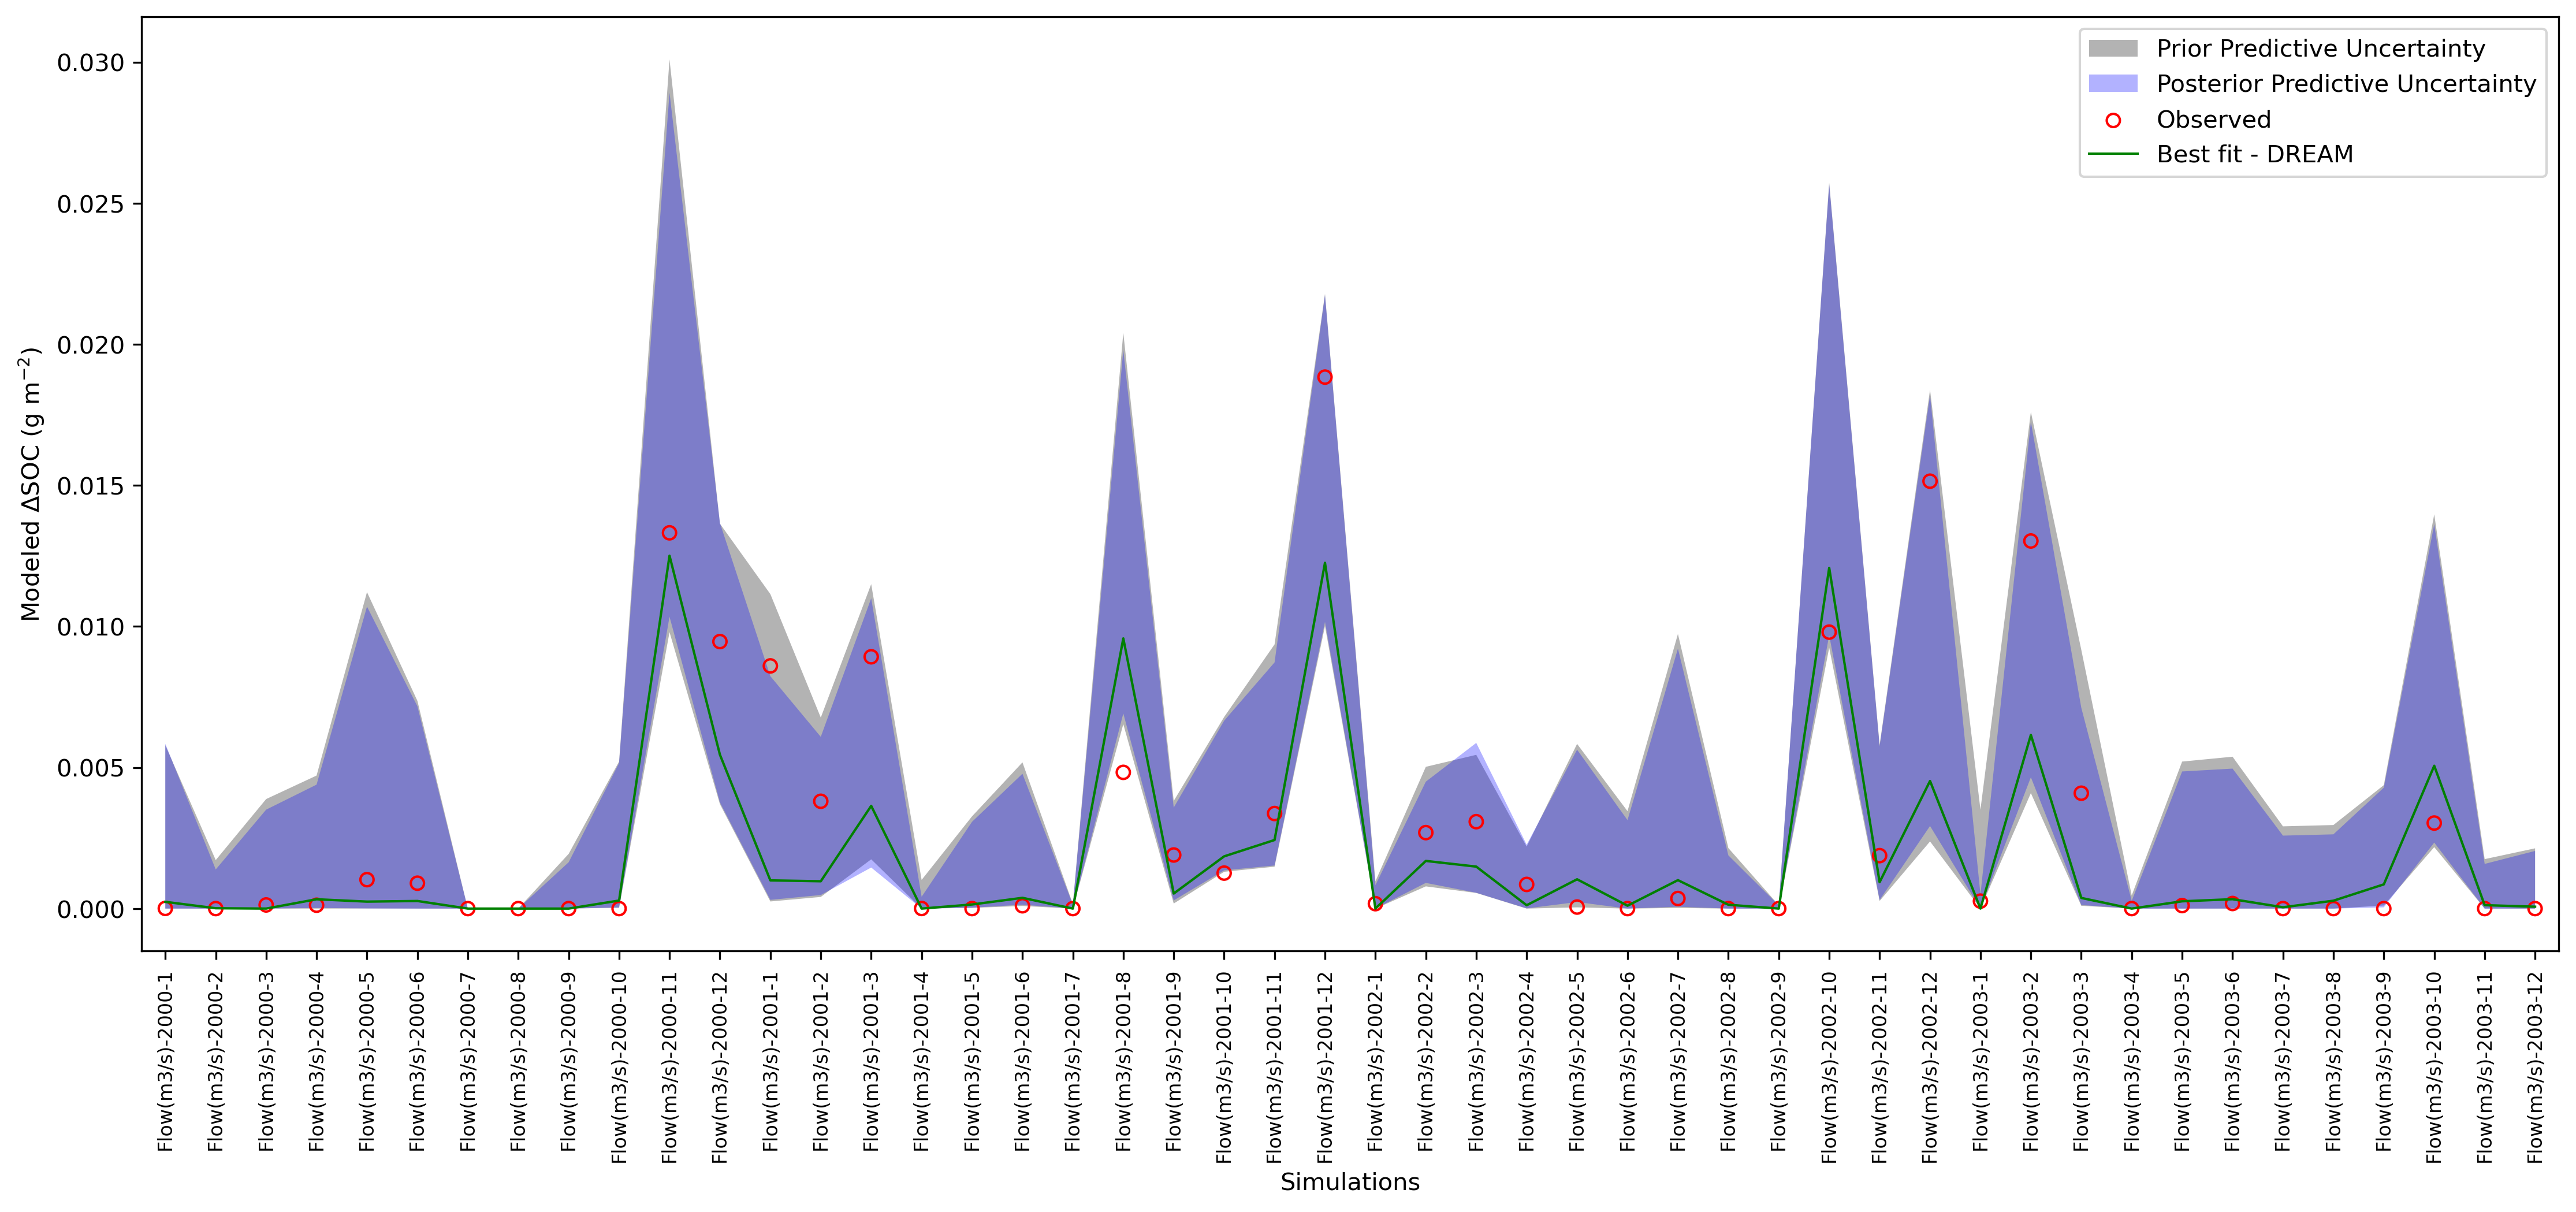 Prior Predictive Uncertainty
Posterior Predictive Uncertainty
Observed
Best fit - DREAM
Modeled ΔSOC (g m⁻²)
0.030
0.025
0.020
0.015
0.010
0.005
0.000
Flow(m3/s)-2000-1
Flow(m3/s)-2000-2
Flow(m3/s)-2000-3
Flow(m3/s)-2000-4
Flow(m3/s)-2000-5
Flow(m3/s)-2000-6
Flow(m3/s)-2000-7
Flow(m3/s)-2000-8
Flow(m3/s)-2000-9
Flow(m3/s)-2000-10
Flow(m3/s)-2000-11
Flow(m3/s)-2000-12
Flow(m3/s)-2001-1
Flow(m3/s)-2001-2
Flow(m3/s)-2001-3
Flow(m3/s)-2001-4
Flow(m3/s)-2001-5
Flow(m3/s)-2001-6
Flow(m3/s)-2001-7
Flow(m3/s)-2001-8
Flow(m3/s)-2001-9
Flow(m3/s)-2001-10
Flow(m3/s)-2001-11
Flow(m3/s)-2001-12
Flow(m3/s)-2002-1
Flow(m3/s)-2002-2
Flow(m3/s)-2002-3
Flow(m3/s)-2002-4
Flow(m3/s)-2002-5
Flow(m3/s)-2002-6
Flow(m3/s)-2002-7
Flow(m3/s)-2002-8
Flow(m3/s)-2002-9
Flow(m3/s)-2002-10
Flow(m3/s)-2002-11
Flow(m3/s)-2002-12
Flow(m3/s)-2003-1
Flow(m3/s)-2003-2
Flow(m3/s)-2003-3
Flow(m3/s)-2003-4
Flow(m3/s)-2003-5
Flow(m3/s)-2003-6
Flow(m3/s)-2003-7
Flow(m3/s)-2003-8
Flow(m3/s)-2003-9
Flow(m3/s)-2003-10
Flow(m3/s)-2003-11
Flow(m3/s)-2003-12
Simulations